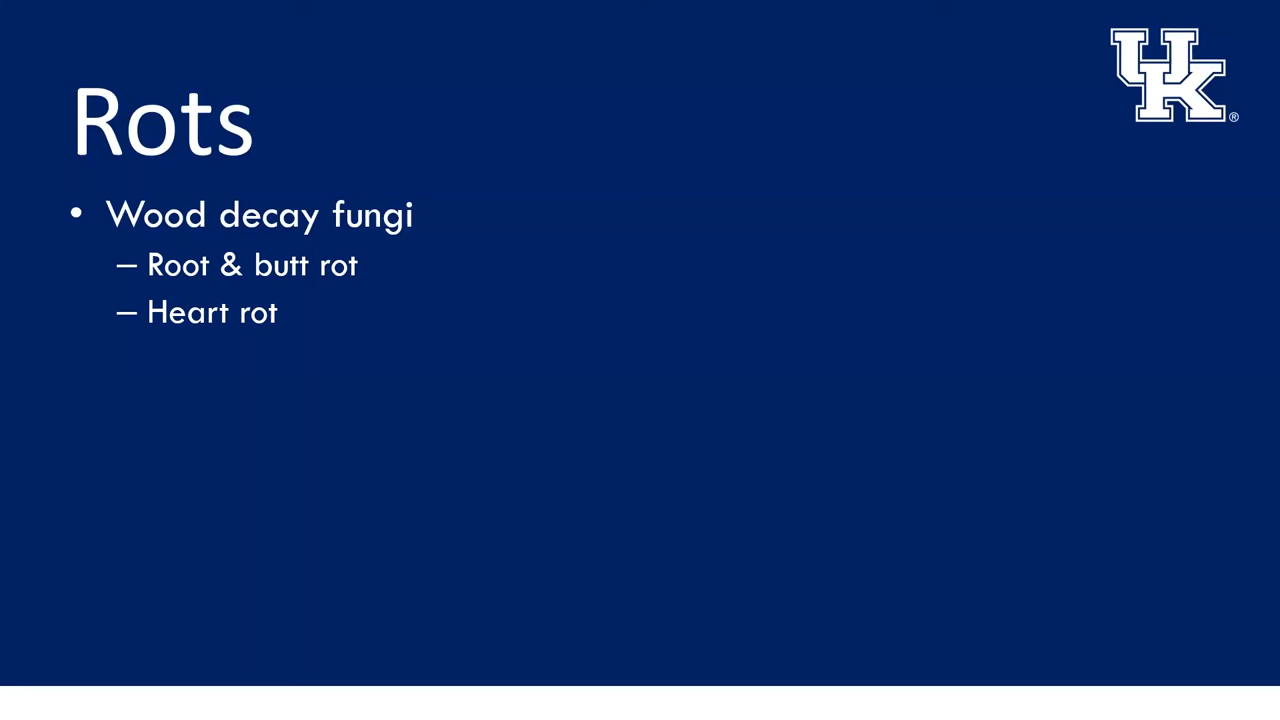 UK®
Rots
• Wood decay fungi
– Root & butt rot
– Heart rot